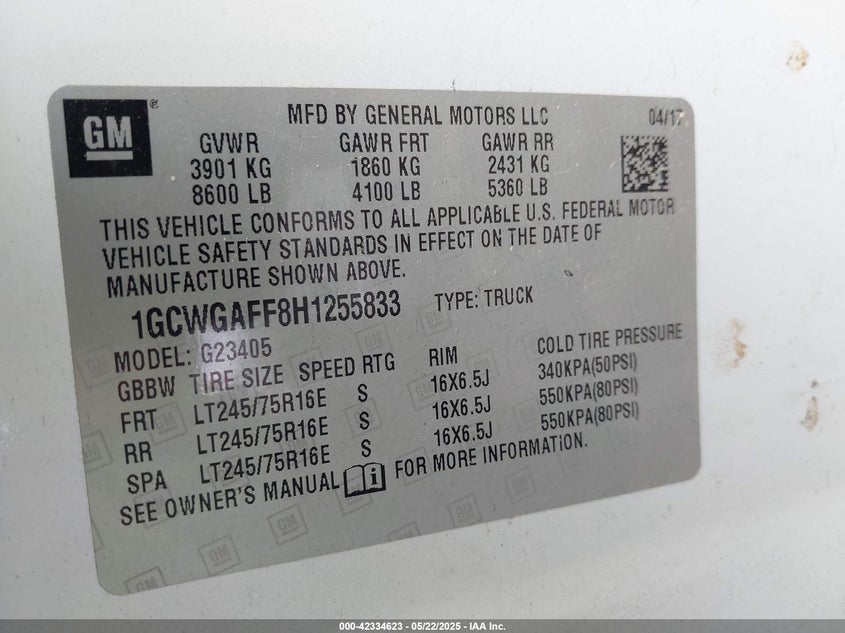 GM®
MFD BY GENERAL MOTORS LLC 04/17
GVWR GAWR FRT GAWR RR
3901 KG 1860 KG 2431 KG
8600 LB 4100 LB 5360 LB
THIS VEHICLE CONFORMS TO ALL APPLICABLE U.S. FEDERAL MOTOR
VEHICLE SAFETY STANDARDS IN EFFECT ON THE DATE OF
MANUFACTURE SHOWN ABOVE.
1GCWGAFF8H1255833 TYPE: TRUCK
MODEL: G23405
GBBW TIRE SIZE SPEED RTG RIM COLD TIRE PRESSURE
FRT LT245/75R16E S 16X6.5J 340KPA(50PSI)
RR LT245/75R16E S 16X6.5J 550KPA(80PSI)
SPA LT245/75R16E S 16X6.5J 550KPA(80PSI)
SEE OWNER'S MANUAL FOR MORE INFORMATION.
GM GM GM GM
000-42334623 - 05/22/2025 - IAA Inc.